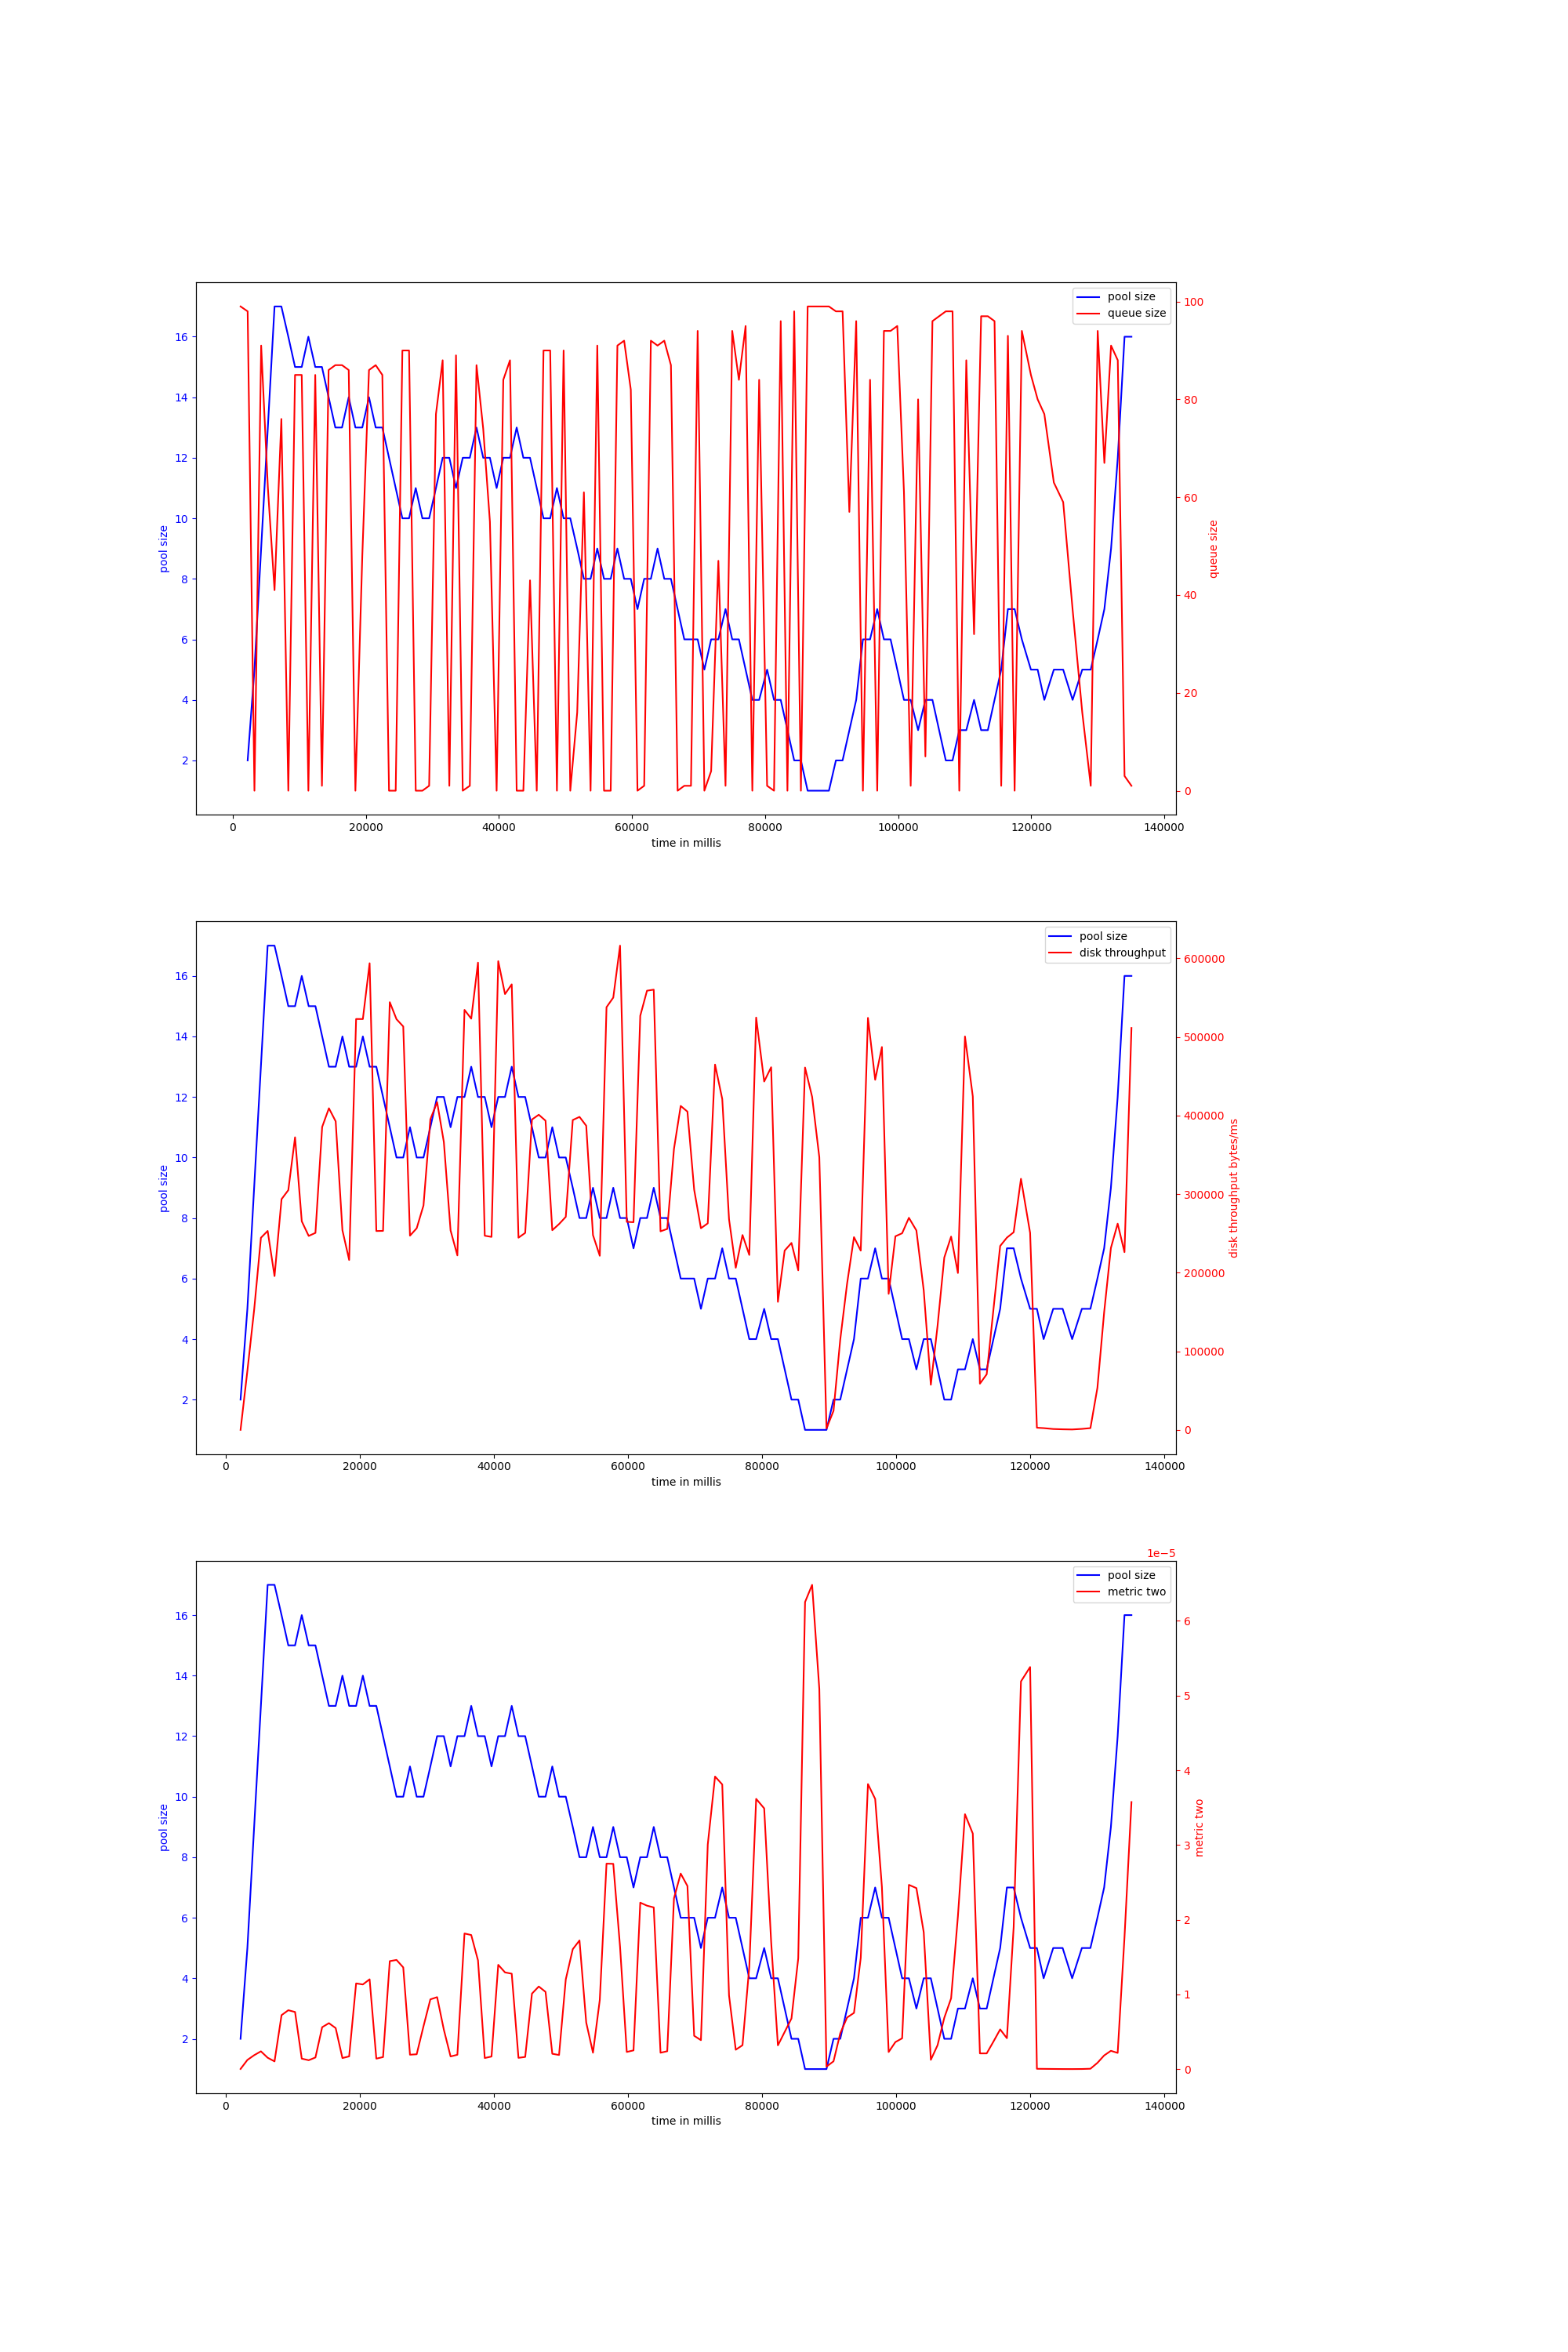 pool size
queue size
16
14
12
10
8
6
4
2
pool size
100
80
60
40
20
0
queue size
0 20000 40000 60000 80000 100000 120000 140000
time in millis
pool size
disk throughput
16
14
12
10
8
6
4
2
pool size
600000
500000
400000
300000
200000
100000
0
disk throughput bytes/ms
0 20000 40000 60000 80000 100000 120000 140000
time in millis
1e−5
pool size
metric two
16
14
12
10
8
6
4
2
pool size
6
5
4
3
2
1
0
metric two
0 20000 40000 60000 80000 100000 120000 140000
time in millis